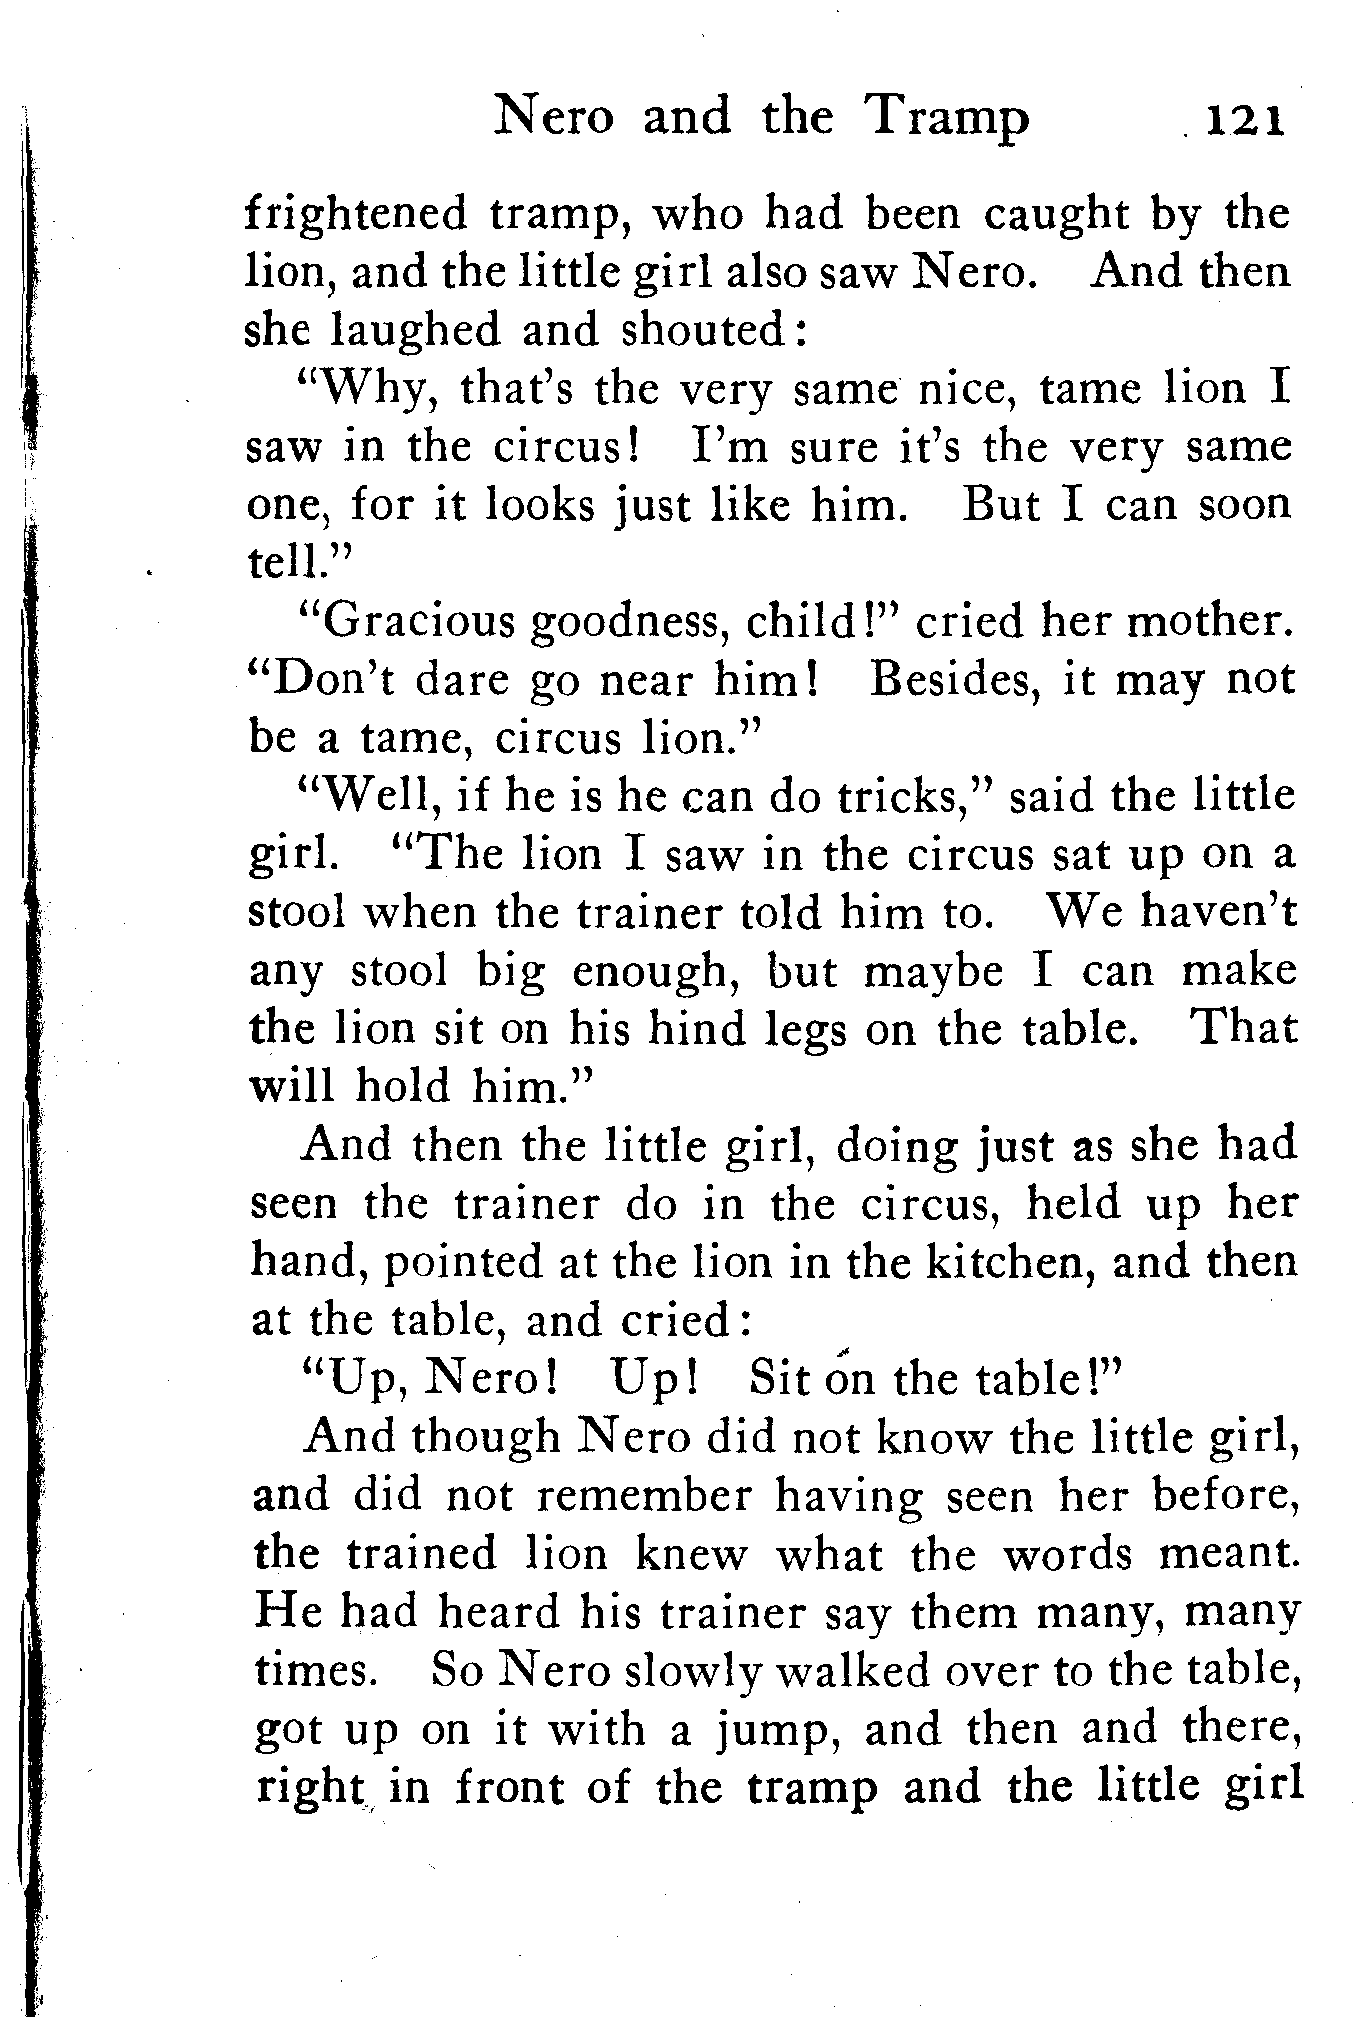 Nero and the Tramp 121
frightened tramp, who had been caught by the
lion, and the little girl also saw Nero. And then
she laughed and shouted:
"Why, that's the very same nice, tame lion I
saw in the circus! I'm sure it's the very same
one, for it looks just like him. But I can soon
tell."
"Gracious goodness, child!" cried her mother.
"Don't dare go near him! Besides, it may not
be a tame, circus lion."
"Well, if he is he can do tricks," said the little
girl. "The lion I saw in the circus sat up on a
stool when the trainer told him to. We haven't
any stool big enough, but maybe I can make
the lion sit on his hind legs on the table. That
will hold him."
And then the little girl, doing just as she had
seen the trainer do in the circus, held up her
hand, pointed at the lion in the kitchen, and then
at the table, and cried:
"Up, Nero! Up! Sit on the table!"
And though Nero did not know the little girl,
and did not remember having seen her before,
the trained lion knew what the words meant.
He had heard his trainer say them many, many
times. So Nero slowly walked over to the table,
got up on it with a jump, and then and there,
right in front of the tramp and the little girl